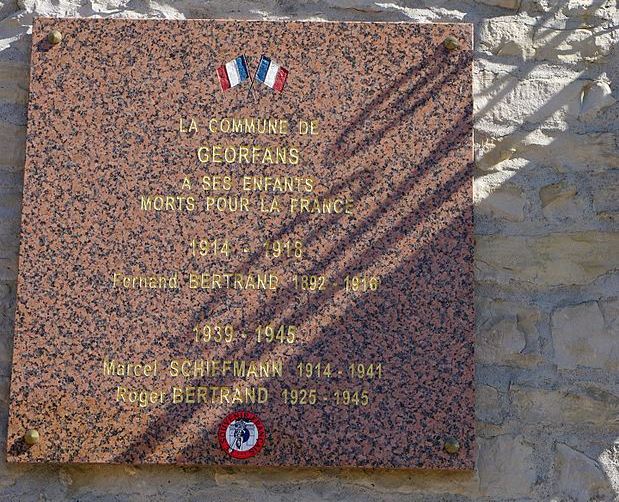 LA COMMUNE DE
GEORFANS
A SES ENFANTS
MORTS POUR LA FRANCE
1914 - 1918
Fernand BERTRAND 1892 - 1916
1939 - 1945
Marcel SCHIEFMANN 1914 - 1941
Roger BERTRAND 1925 - 1945